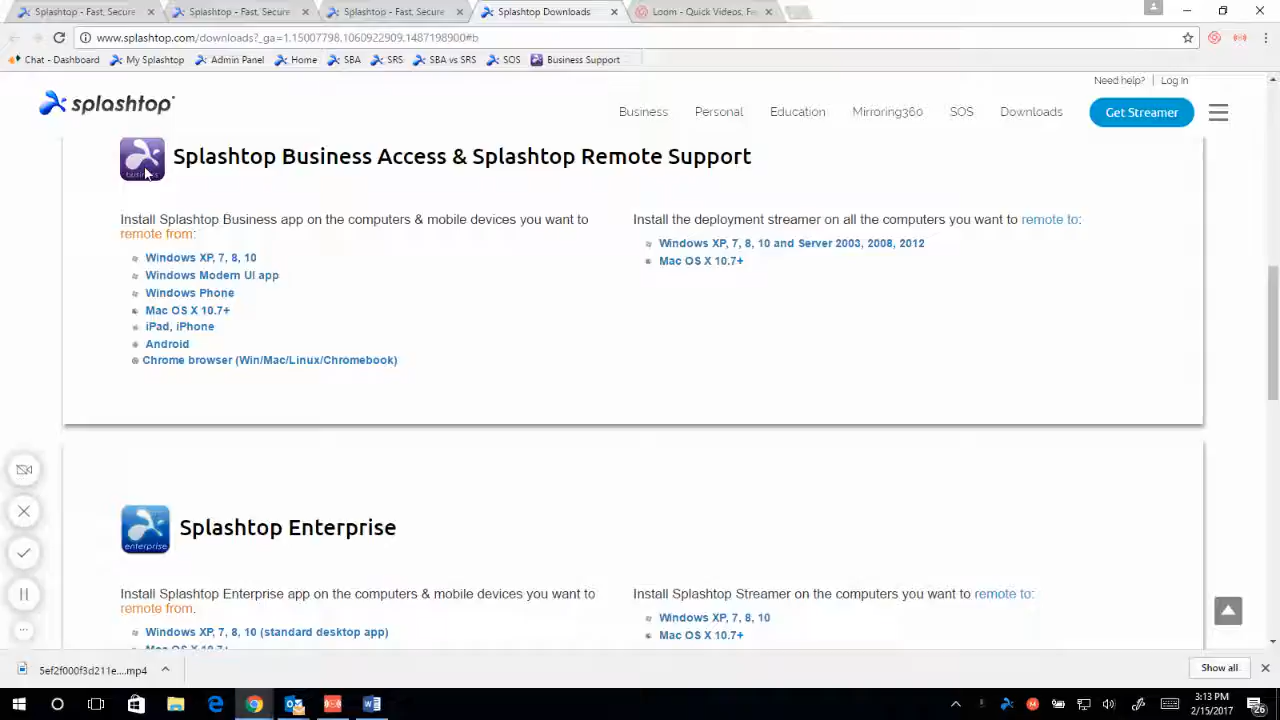 Splashtop - Fast, Secure
Splashtop - Fast, Secure
Splashtop - Fast, Secure
Splashtop Downloads
Loom - Quick Videos, Fe
www.splashtop.com/downloads?_ga=1.15007798.1060922909.1487198900#b
Chat - Dashboard
My Splashtop
Admin Panel
Home
SBA
SRS
SBA vs SRS
SOS
Business Support
Need help? | Log In
splashtop
Business
Personal
Education
Mirroring360
SOS
Downloads
Get Streamer
business
Splashtop Business Access & Splashtop Remote Support
Install Splashtop Business app on the computers & mobile devices you want to
remote from:
Windows XP, 7, 8, 10
Windows Modern UI app
Windows Phone
Mac OS X 10.7+
iPad, iPhone
Android
Chrome browser (Win/Mac/Linux/Chromebook)
Install the deployment streamer on all the computers you want to remote to:
Windows XP, 7, 8, 10 and Server 2003, 2008, 2012
Mac OS X 10.7+
enterprise
Splashtop Enterprise
Install Splashtop Enterprise app on the computers & mobile devices you want to
remote from.
Windows XP, 7, 8, 10 (standard desktop app)
Mac OS X 10.7+
Install Splashtop Streamer on the computers you want to remote to:
Windows XP, 7, 8, 10
Mac OS X 10.7+
5ef2f000f3d211e....mp4
Show all
3:13 PM
2/15/2017
26